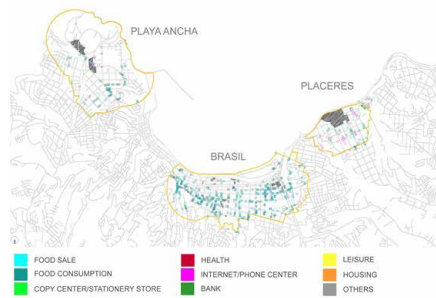 PLAYA ANCHA
PLACERES
BRASIL
FOOD SALE
FOOD CONSUMPTION
COPY CENTER/STATIONERY STORE
HEALTH
INTERNET/PHONE CENTER
BANK
LEISURE
HOUSING
OTHERS